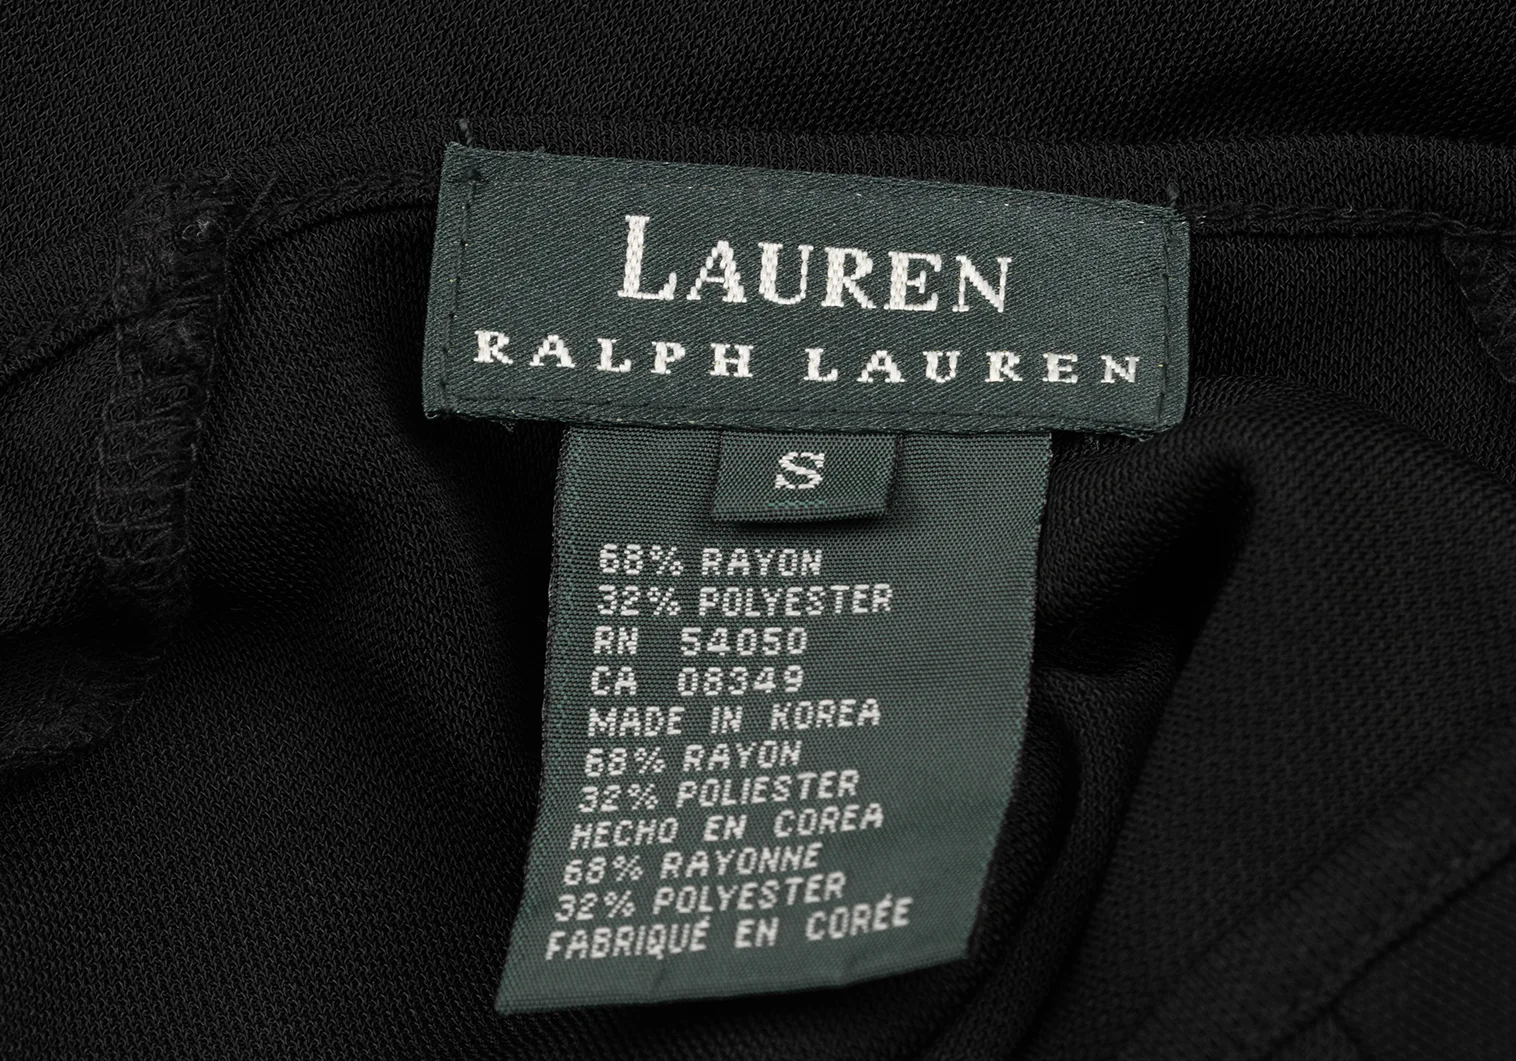 LAUREN
RALPH LAUREN
S
68% RAYON
32% POLYESTER
RN 54050
CA 08349
MADE IN KOREA
68% RAYON
32% POLIESTER
HECHO EN COREA
68% RAYONNE
32% POLYESTER
FABRIQUÉ EN CORÉE